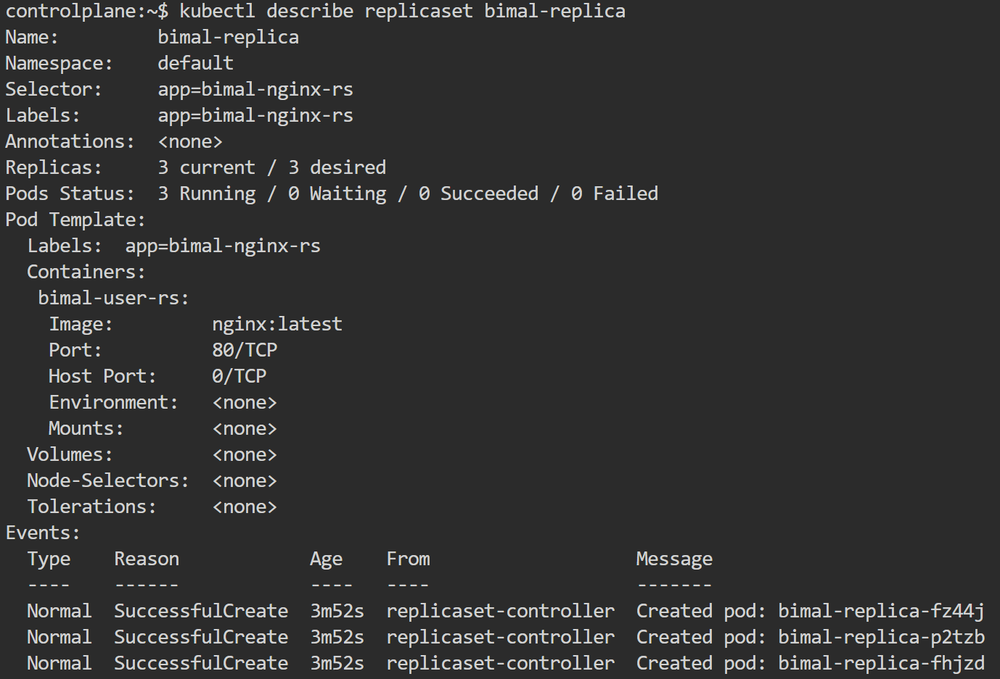 controlplane:~$ kubectl describe replicaset bimal-replica
Name:         bimal-replica
Namespace:    default
Selector:     app=bimal-nginx-rs
Labels:       app=bimal-nginx-rs
Annotations:  <none>
Replicas:     3 current / 3 desired
Pods Status:  3 Running / 0 Waiting / 0 Succeeded / 0 Failed
Pod Template:
  Labels:  app=bimal-nginx-rs
  Containers:
   bimal-user-rs:
    Image:         nginx:latest
    Port:          80/TCP
    Host Port:     0/TCP
    Environment:   <none>
    Mounts:        <none>
  Volumes:         <none>
  Node-Selectors:  <none>
  Tolerations:     <none>
Events:
  Type    Reason            Age    From                   Message
  ----    ------            ----   ----                   -------
  Normal  SuccessfulCreate  3m52s  replicaset-controller  Created pod: bimal-replica-fz44j
  Normal  SuccessfulCreate  3m52s  replicaset-controller  Created pod: bimal-replica-p2tzb
  Normal  SuccessfulCreate  3m52s  replicaset-controller  Created pod: bimal-replica-fhjzd